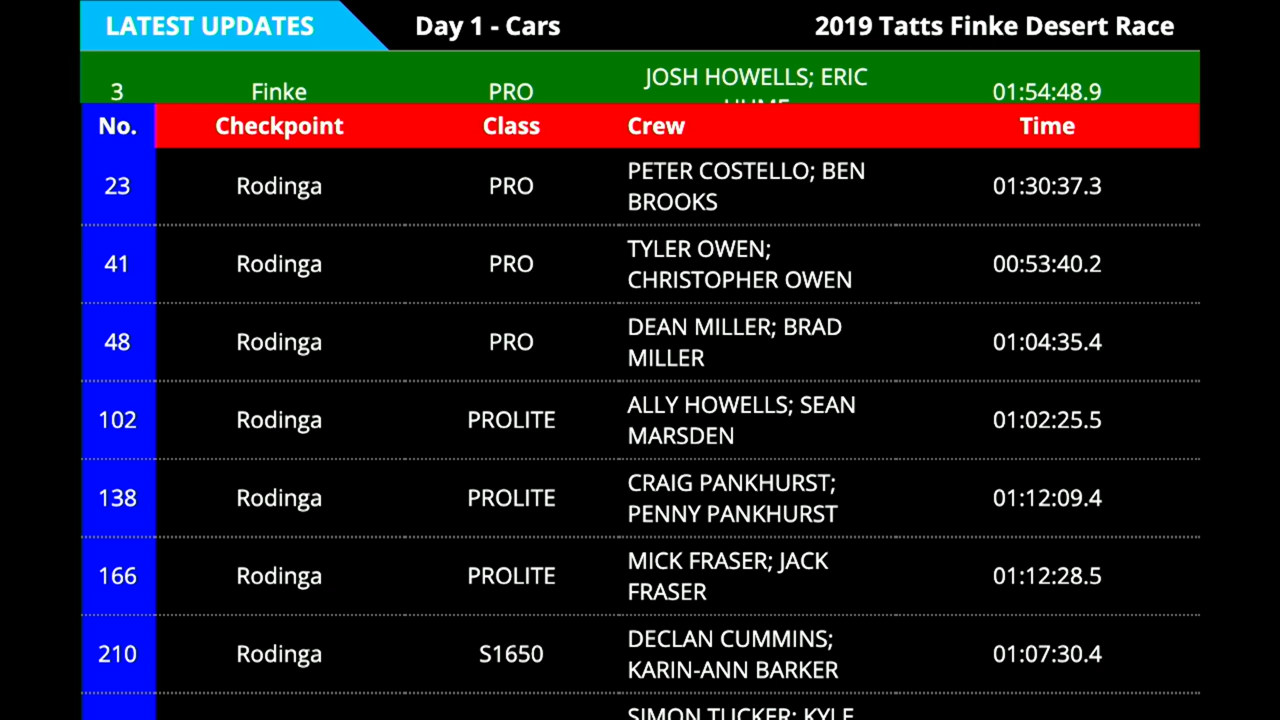 LATEST UPDATES Day 1 - Cars 2019 Tatts Finke Desert Race
3 Finke PRO JOSH HOWELLS; ERIC 01:54:48.9
No. Checkpoint Class Crew Time
23 Rodinga PRO PETER COSTELLO; BEN 01:30:37.3
BROOKS
41 Rodinga PRO TYLER OWEN; 00:53:40.2
CHRISTOPHER OWEN
48 Rodinga PRO DEAN MILLER; BRAD 01:04:35.4
MILLER
102 Rodinga PROLITE ALLY HOWELLS; SEAN 01:02:25.5
MARSDEN
138 Rodinga PROLITE CRAIG PANKHURST; 01:12:09.4
PENNY PANKHURST
166 Rodinga PROLITE MICK FRASER; JACK 01:12:28.5
FRASER
210 Rodinga S1650 DECLAN CUMMINS; 01:07:30.4
KARIN-ANN BARKER
SIMON TUCKER; KYLE